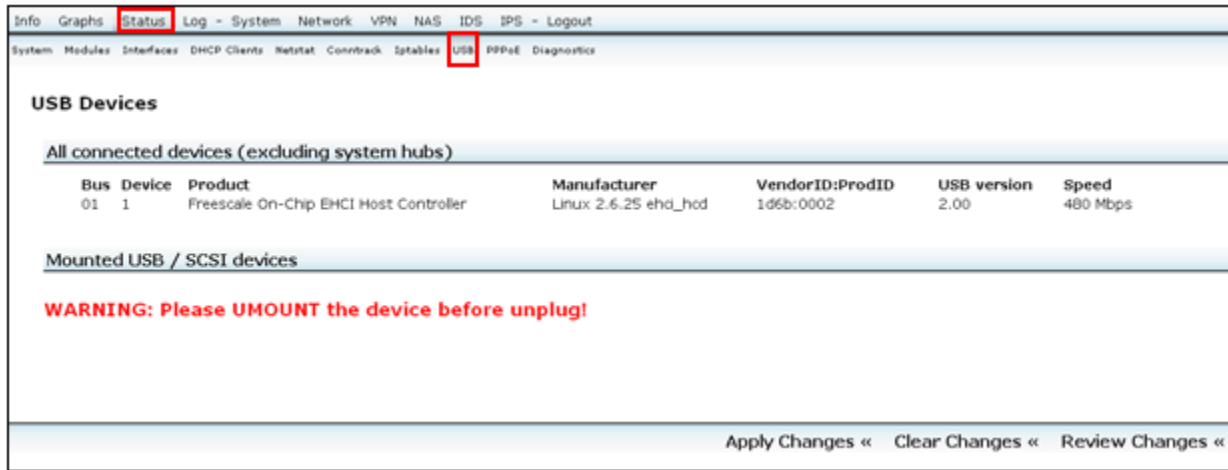 Info Graphs Status Log - System Network VPN NAS IDS IPS - Logout
System Modules Interfaces DHCP Clients Netstat Conntrack Iptables USB PPPoE Diagnostics
USB Devices
All connected devices (excluding system hubs)
Bus Device Product Manufacturer VendorID:ProdID USB version Speed
01 1 Freescale On-Chip EHCI Host Controller Linux 2.6.25 ehci_hcd 1d6b:0002 2.00 480 Mbps
Mounted USB / SCSI devices
WARNING: Please UMOUNT the device before unplug!
Apply Changes « Clear Changes « Review Changes «